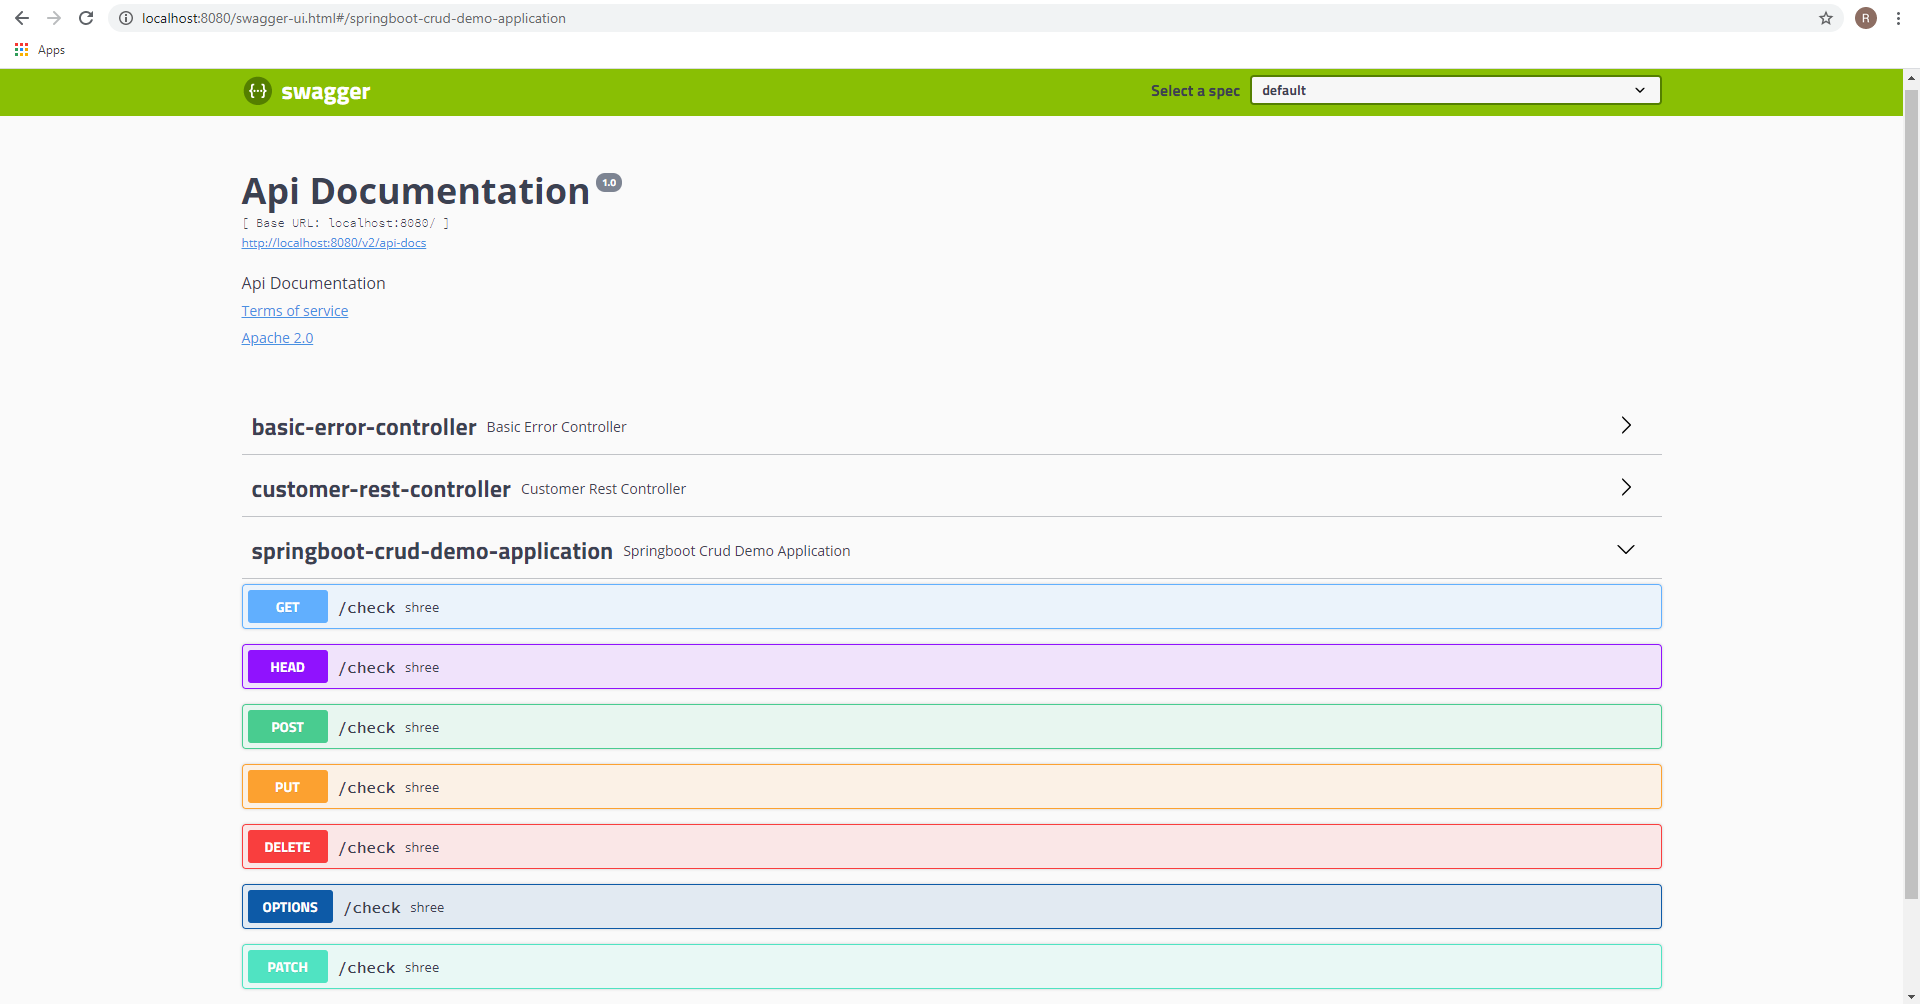 localhost:8080/swagger-ui.html#/springboot-crud-demo-application
R
Apps
{··} swagger
Select a spec default
Api Documentation 1.0
[ Base URL: localhost:8080/ ]
http://localhost:8080/v2/api-docs
Api Documentation
Terms of service
Apache 2.0
basic-error-controller Basic Error Controller
customer-rest-controller Customer Rest Controller
springboot-crud-demo-application Springboot Crud Demo Application
GET /check shree
HEAD /check shree
POST /check shree
PUT /check shree
DELETE /check shree
OPTIONS /check shree
PATCH /check shree